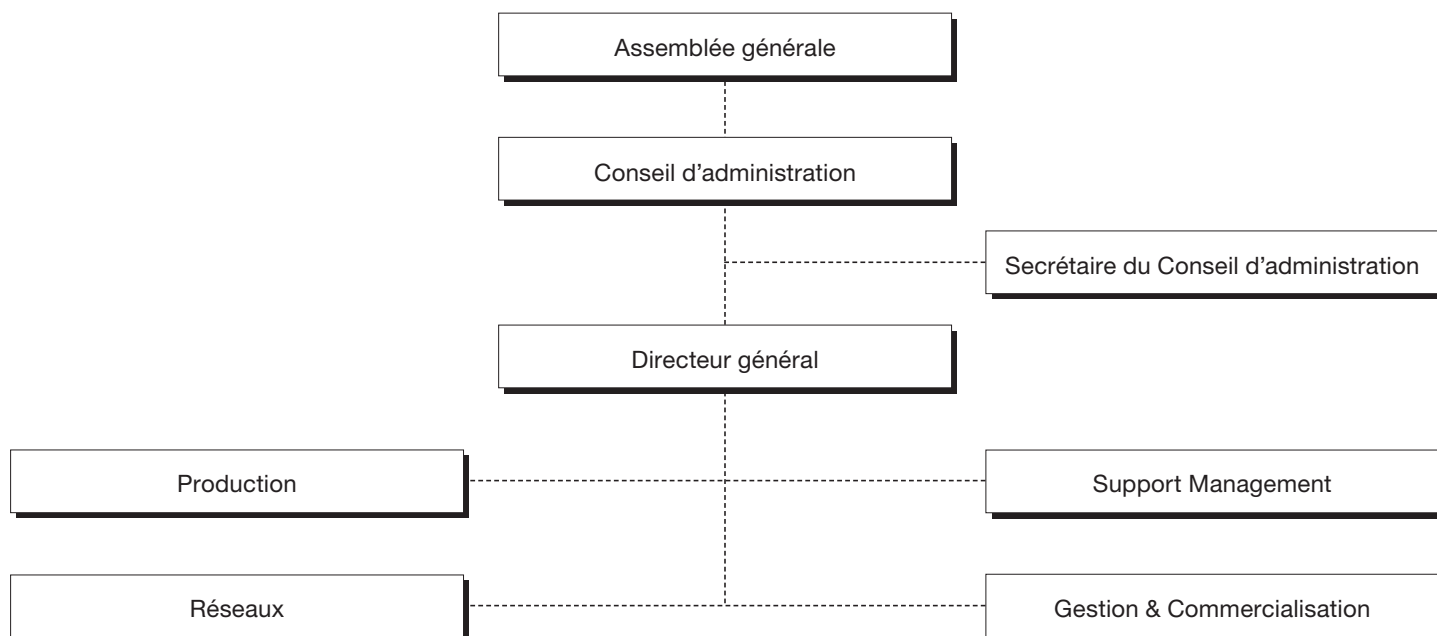 Assemblée générale
Conseil d’administration
Secrétaire du Conseil d’administration
Directeur général
Production
Support Management
Réseaux
Gestion & Commercialisation